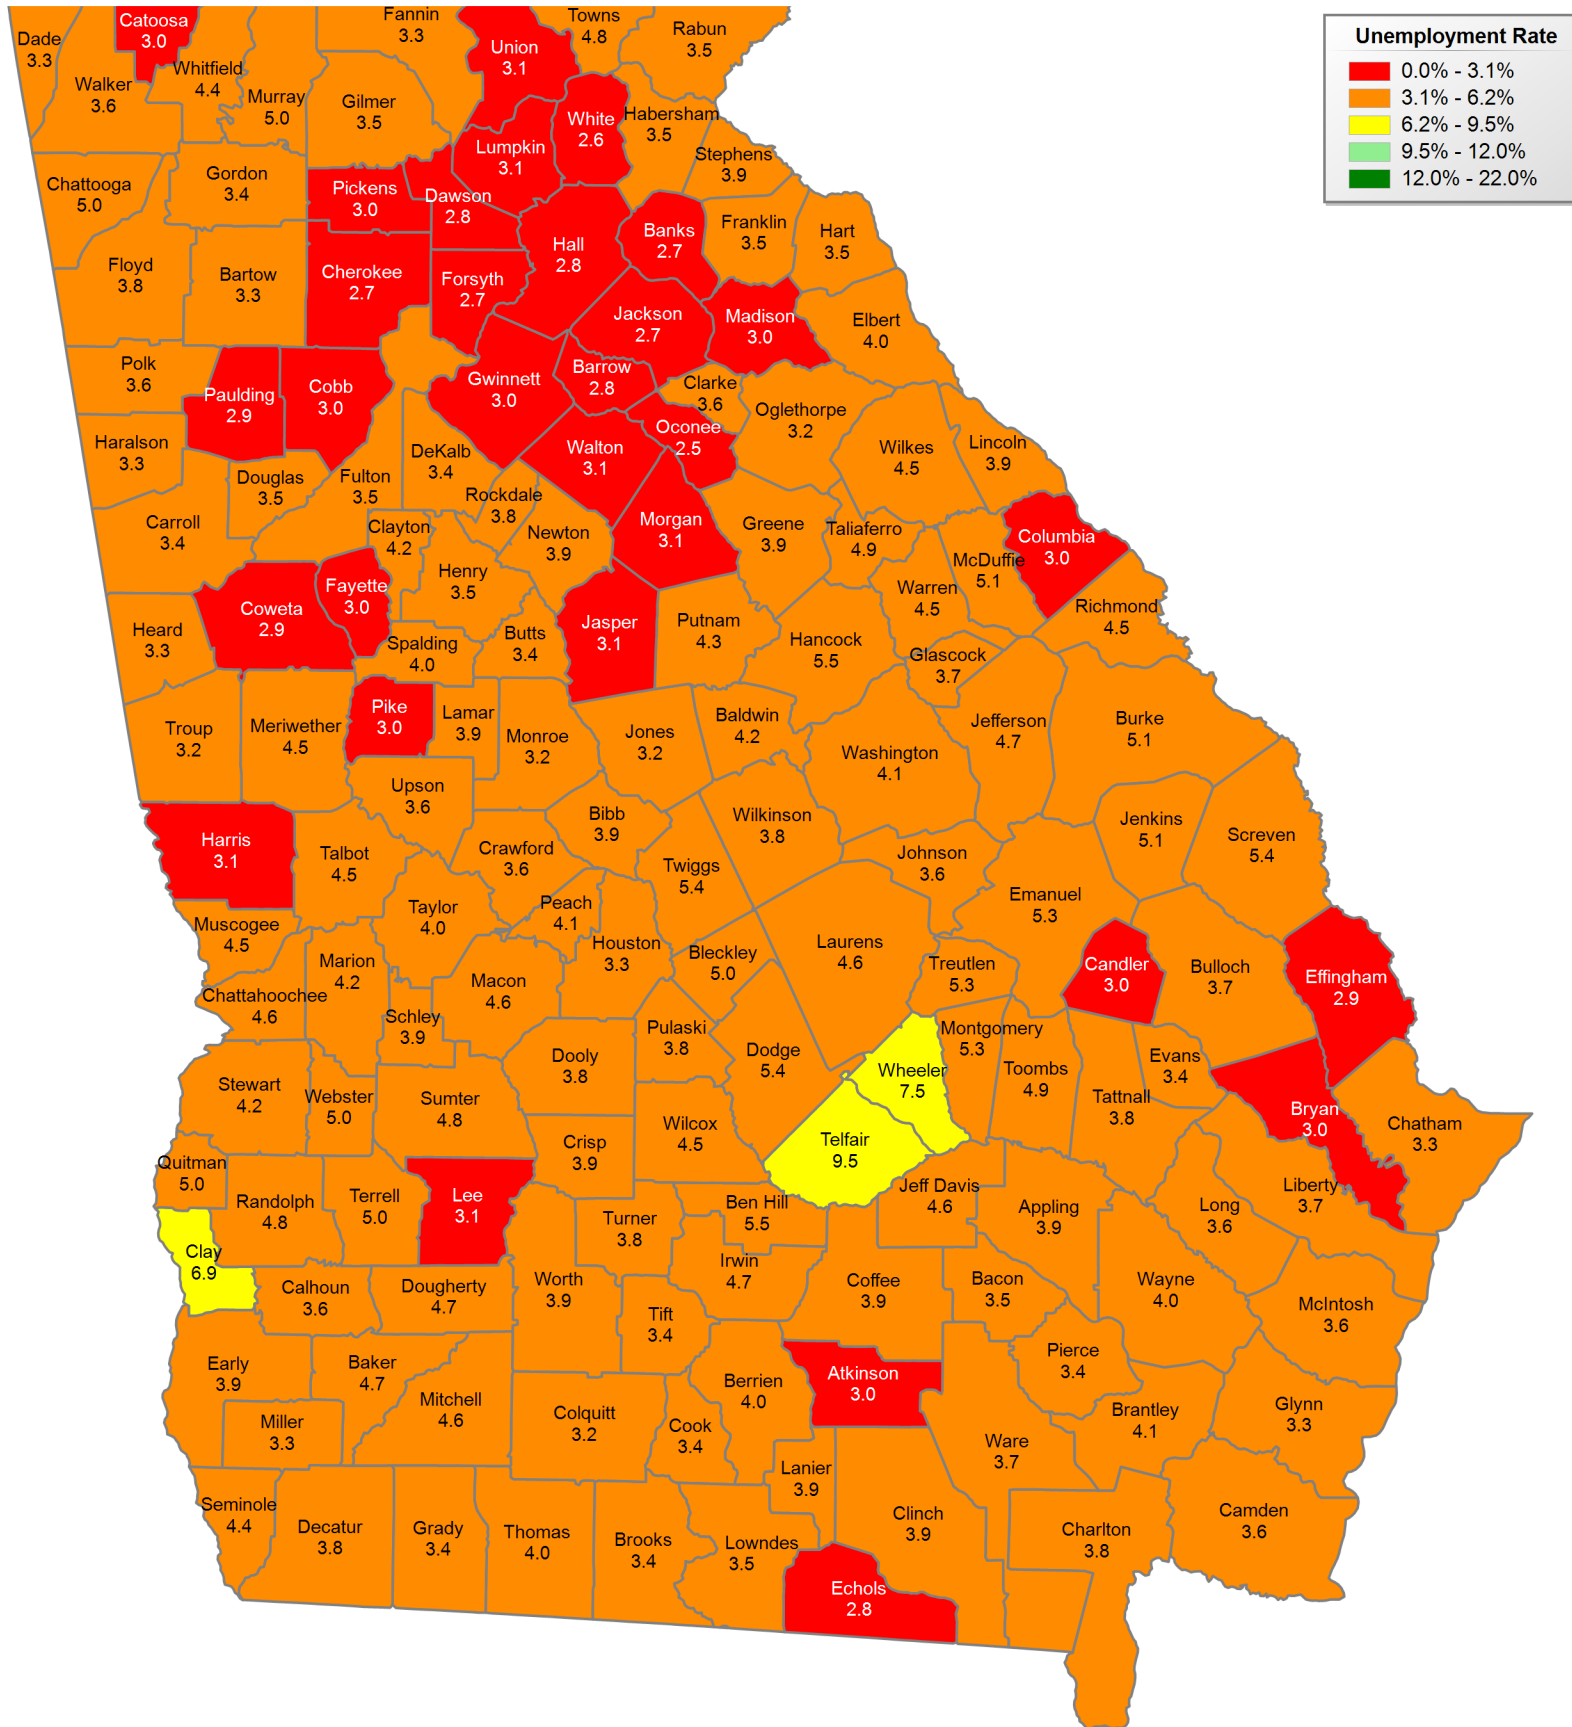 Unemployment Rate
0.0% - 3.1%
3.1% - 6.2%
6.2% - 9.5%
9.5% - 12.0%
12.0% - 22.0%
Dade
3.3
Catoosa
3.0
Walker
3.6
Whitfield
4.4
Murray
5.0
Fannin
3.3
Gilmer
3.5
Union
3.1
Towns
4.8
Rabun
3.5
White
2.6
Habersham
3.5
Lumpkin
3.1
Stephens
3.9
Chattooga
5.0
Gordon
3.4
Pickens
3.0
Dawson
2.8
Hall
2.8
Banks
2.7
Franklin
3.5
Hart
3.5
Floyd
3.8
Bartow
3.3
Cherokee
2.7
Forsyth
2.7
Jackson
2.7
Madison
3.0
Elbert
4.0
Polk
3.6
Paulding
2.9
Cobb
3.0
Gwinnett
3.0
Barrow
2.8
Clarke
3.6
Oglethorpe
3.2
Oconee
2.5
Haralson
3.3
Douglas
3.5
Fulton
3.5
DeKalb
3.4
Rockdale
3.8
Walton
3.1
Wilkes
4.5
Lincoln
3.9
Carroll
3.4
Clayton
4.2
Newton
3.9
Morgan
3.1
Greene
3.9
Taliaferro
4.9
McDuffie
5.1
Columbia
3.0
Henry
3.5
Fayette
3.0
Coweta
2.9
Warren
4.5
Richmond
4.5
Heard
3.3
Spalding
4.0
Butts
3.4
Jasper
3.1
Putnam
4.3
Hancock
5.5
Glascock
3.7
Troup
3.2
Meriwether
4.5
Pike
3.0
Lamar
3.9
Monroe
3.2
Jones
3.2
Baldwin
4.2
Washington
4.1
Jefferson
4.7
Burke
5.1
Upson
3.6
Harris
3.1
Talbot
4.5
Crawford
3.6
Bibb
3.9
Wilkinson
3.8
Twiggs
5.4
Johnson
3.6
Jenkins
5.1
Screven
5.4
Emanuel
5.3
Muscogee
4.5
Taylor
4.0
Peach
4.1
Houston
3.3
Bleckley
5.0
Laurens
4.6
Treutlen
5.3
Candler
3.0
Bulloch
3.7
Effingham
2.9
Chattahoochee
4.6
Marion
4.2
Schley
3.9
Macon
4.6
Pulaski
3.8
Dooly
3.8
Dodge
5.4
Wheeler
7.5
Montgomery
5.3
Toombs
4.9
Tattnall
3.8
Evans
3.4
Bryan
3.0
Chatham
3.3
Stewart
4.2
Webster
5.0
Sumter
4.8
Crisp
3.9
Wilcox
4.5
Telfair
9.5
Quitman
5.0
Randolph
4.8
Terrell
5.0
Lee
3.1
Turner
3.8
Ben Hill
5.5
Jeff Davis
4.6
Appling
3.9
Long
3.6
Liberty
3.7
Clay
6.9
Calhoun
3.6
Dougherty
4.7
Worth
3.9
Irwin
4.7
Tift
3.4
Coffee
3.9
Bacon
3.5
Wayne
4.0
McIntosh
3.6
Early
3.9
Baker
4.7
Mitchell
4.6
Miller
3.3
Colquitt
3.2
Cook
3.4
Berrien
4.0
Atkinson
3.0
Pierce
3.4
Brantley
4.1
Glynn
3.3
Ware
3.7
Lanier
3.9
Clinch
3.9
Seminole
4.4
Decatur
3.8
Grady
3.4
Thomas
4.0
Brooks
3.4
Lowndes
3.5
Echols
2.8
Charlton
3.8
Camden
3.6